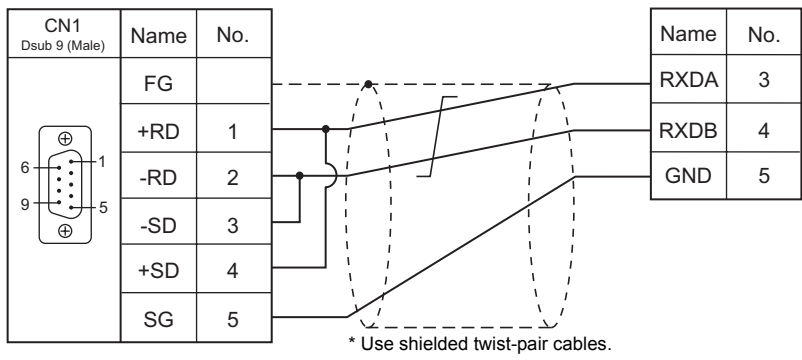 CN1
Dsub 9 (Male)
Name No.
FG
+RD 1
-RD 2
-SD 3
+SD 4
SG 5
6
1
9
5
Name No.
RXDA 3
RXDB 4
GND 5
* Use shielded twist-pair cables.